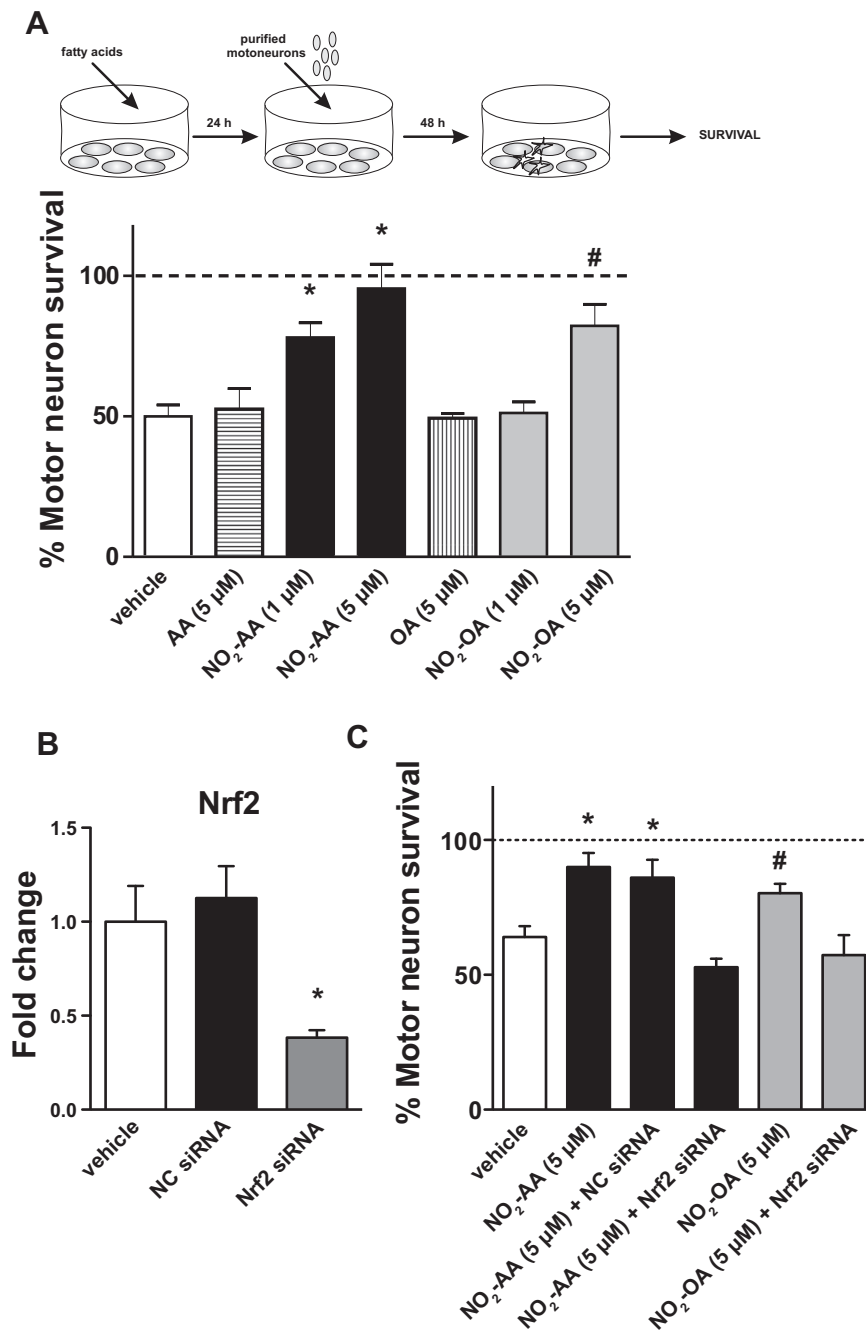 A
fatty acids
purified
motoneurons
24 h
48 h
SURVIVAL
% Motor neuron survival
100
50
0
*
*
#
vehicle
AA (5 µM)
NO₂-AA (1 µM)
NO₂-AA (5 µM)
OA (5 µM)
NO₂-OA (1 µM)
NO₂-OA (5 µM)
B
Nrf2
Fold change
1.5
1.0
0.5
0.0
*
vehicle
NC siRNA
Nrf2 siRNA
C
% Motor neuron survival
100
50
0
*
*
#
vehicle
NO₂-AA (5 µM)
NO₂-AA (5 µM) + NC siRNA
NO₂-AA (5 µM) + Nrf2 siRNA
NO₂-OA (5 µM)
NO₂-OA (5 µM) + Nrf2 siRNA